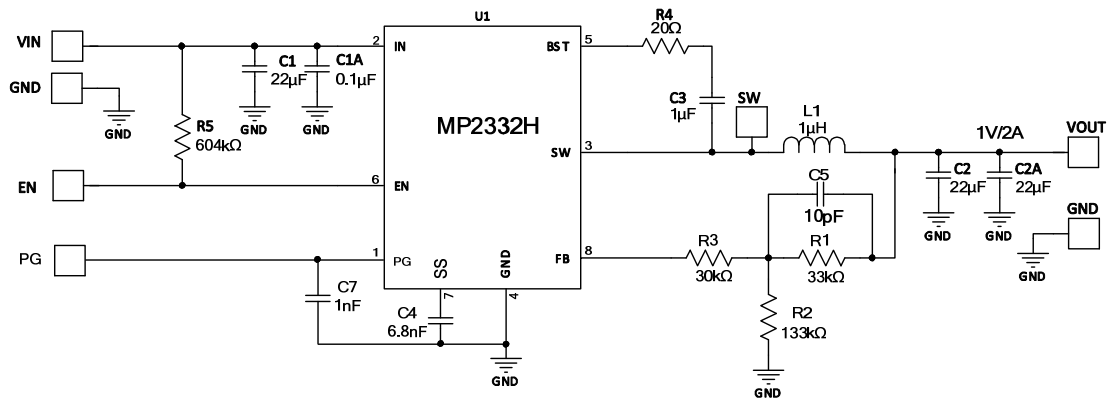 U1
R4
20Ω
VIN
2
IN
BST
5
C1
22µF
C1A
0.1µF
GND
GND
GND
GND
C3
1µF
SW
L1
1µH
MP2332H
R5
604kΩ
SW
3
1V/2A
VOUT
EN
6
EN
C5
10pF
C2
22µF
C2A
22µF
GND
GND
GND
PG
1
PG
SS
GND
FB
8
R3
30kΩ
R1
33kΩ
GND
7
4
C7
1nF
C4
6.8nF
R2
133kΩ
GND
GND